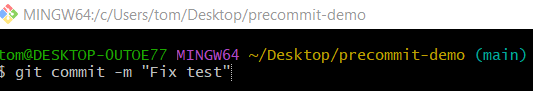 MINGW64:/c/Users/tom/Desktop/precommit-demo
tom@DESKTOP-OUTOE77 MINGW64 ~/Desktop/precommit-demo (main)
$ git commit -m "Fix test"